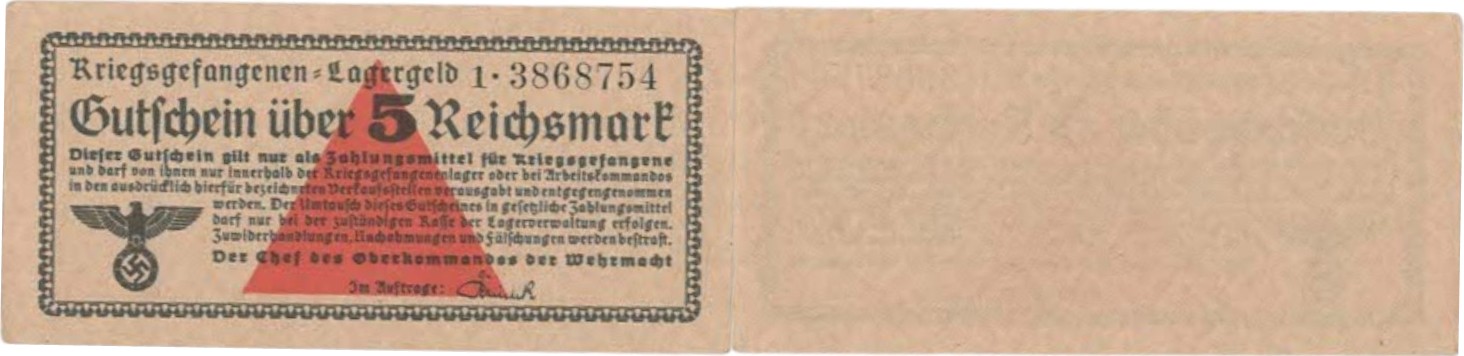 Kriegsgefangenen-Lagergeld 1·3868754
Gutschein über 5 Reichsmark
Dieser Gutschein gilt nur als Zahlungsmittel für Kriegsgefangene
und darf von ihnen nur innerhalb der Kriegsgefangenenlager oder bei Arbeitskommandos
in den ausdrücklich hierfür bezeichneten Verkaufsstellen verausgabt und entgegengenommen
werden. Der Umtausch dieses Gutscheines in gesetzliche Zahlungsmittel
darf nur bei der zuständigen Kasse der Lagerverwaltung erfolgen.
Zuwiderhandlungen, Nachahmungen und Fälschungen werden bestraft.
Der Chef des Oberkommandos der Wehrmacht
Im Auftrage: